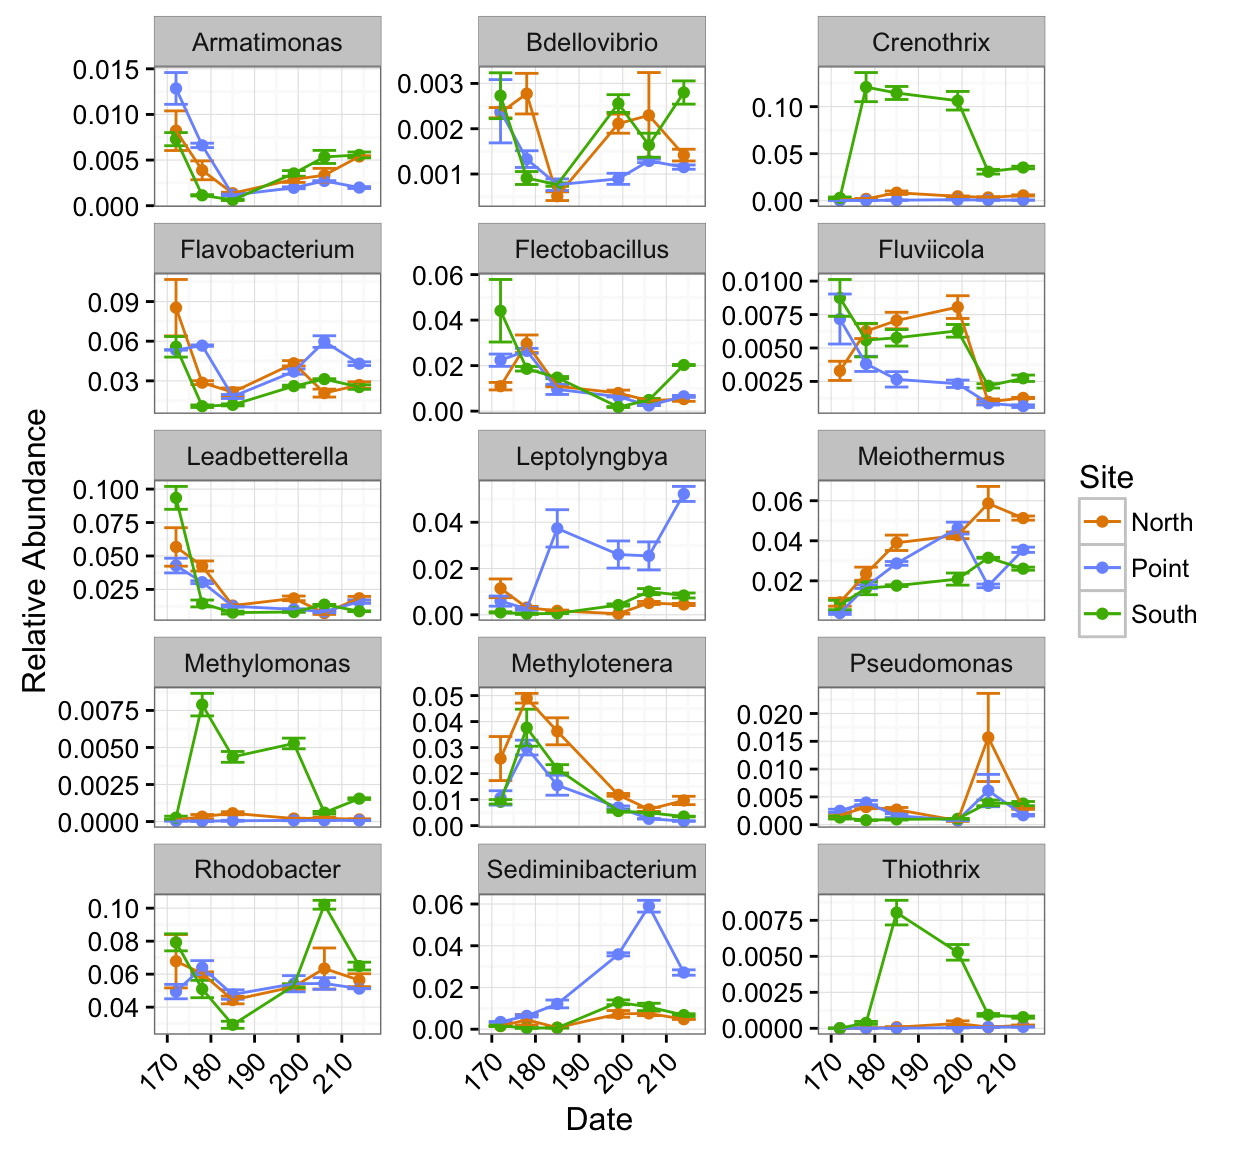 Armatimonas Bdellovibrio Crenothrix
0.015 0.010 0.005 0.000
0.003 0.002 0.001
0.10 0.05 0.00
Flavobacterium Flectobacillus Fluviicola
0.09 0.06 0.03
0.06 0.04 0.02 0.00
0.0100 0.0075 0.0050 0.0025
Leadbetterella Leptolyngbya Meiothermus
0.100 0.075 0.050 0.025
0.04 0.02 0.00
0.06 0.04 0.02
Methylomonas Methylotenera Pseudomonas
0.0075 0.0050 0.0025 0.0000
0.05 0.04 0.03 0.02 0.01 0.00
0.020 0.015 0.010 0.005 0.000
Rhodobacter Sediminibacterium Thiothrix
0.10 0.08 0.06 0.04
0.06 0.04 0.02 0.00
0.0075 0.0050 0.0025 0.0000
170 180 190 200 210
170 180 190 200 210
170 180 190 200 210
Date
Relative Abundance
Site
North
Point
South